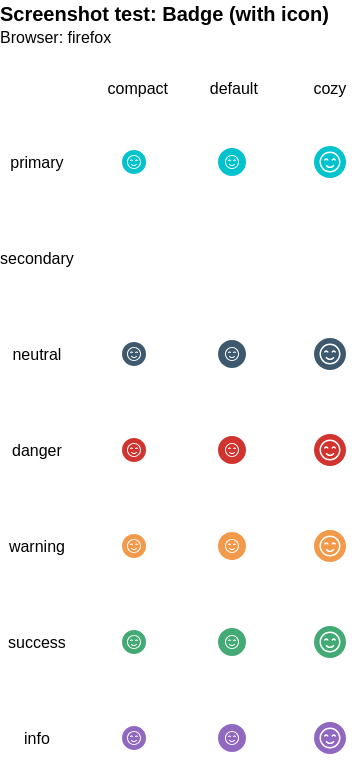 Screenshot test: Badge (with icon)
Browser: firefox
compact default cozy
primary
secondary
neutral
danger
warning
success
info